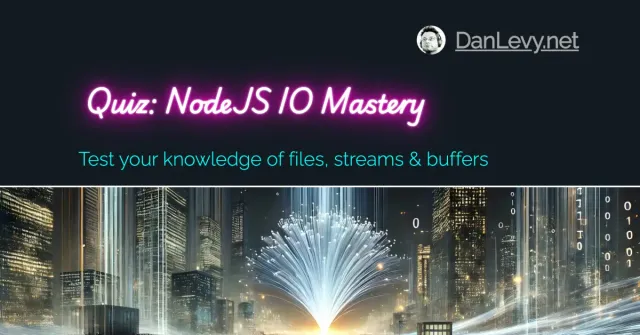 DanLevy.net
Quiz: NodeJS IO Mastery
Test your knowledge of files, streams & buffers